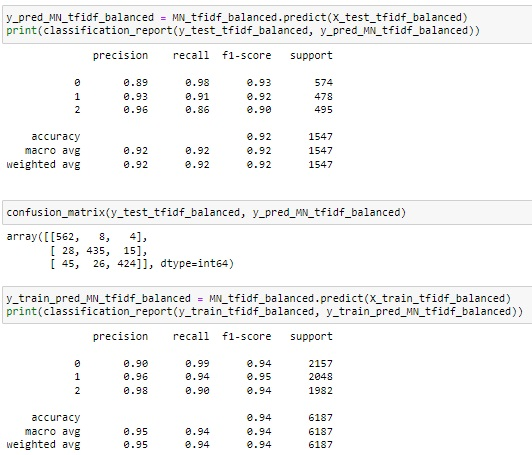 y_pred_MN_tfidf_balanced = MN_tfidf_balanced.predict(X_test_tfidf_balanced)
print(classification_report(y_test_tfidf_balanced, y_pred_MN_tfidf_balanced))
precision recall f1-score support
0 0.89 0.98 0.93 574
1 0.93 0.91 0.92 478
2 0.96 0.86 0.90 495
accuracy 0.92 1547
macro avg 0.92 0.92 0.92 1547
weighted avg 0.92 0.92 0.92 1547
confusion_matrix(y_test_tfidf_balanced, y_pred_MN_tfidf_balanced)
array([[562, 8, 4],
[ 28, 435, 15],
[ 45, 26, 424]], dtype=int64)
y_train_pred_MN_tfidf_balanced = MN_tfidf_balanced.predict(X_train_tfidf_balanced)
print(classification_report(y_train_tfidf_balanced, y_train_pred_MN_tfidf_balanced))
precision recall f1-score support
0 0.90 0.99 0.94 2157
1 0.96 0.94 0.95 2048
2 0.98 0.90 0.94 1982
accuracy 0.94 6187
macro avg 0.95 0.94 0.94 6187
weighted avg 0.95 0.94 0.94 6187